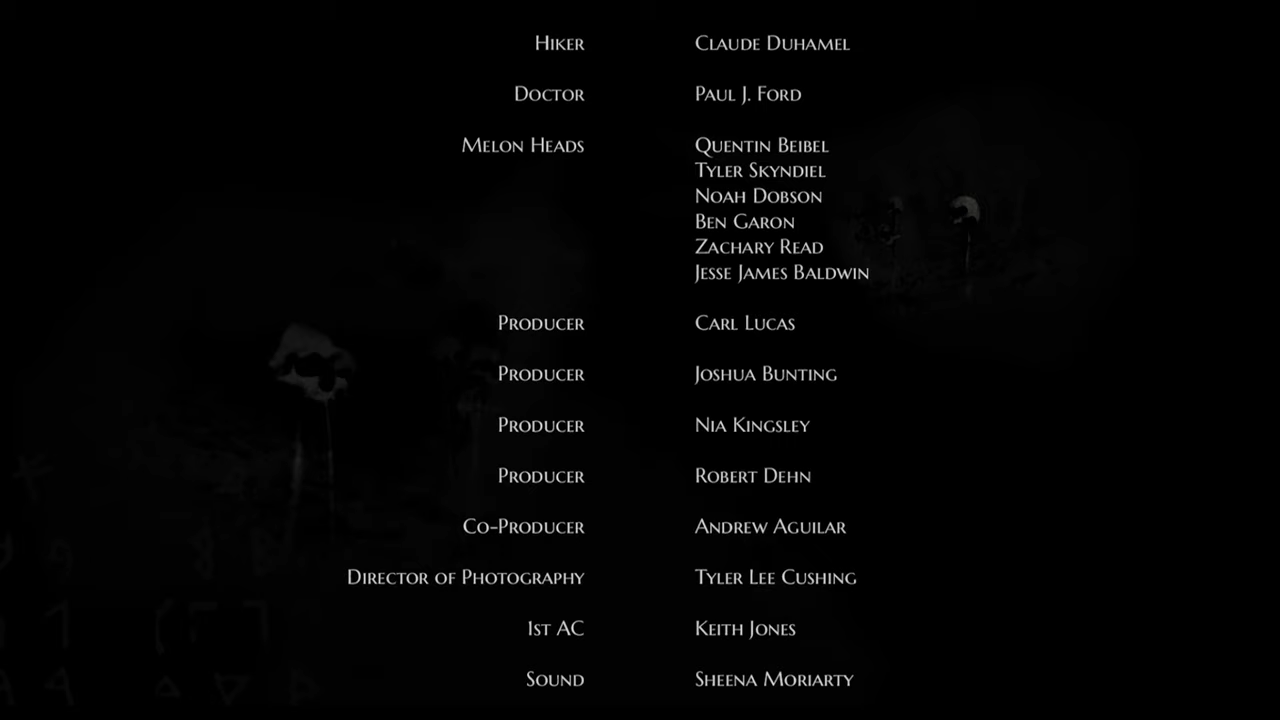 Hiker Claude Duhamel
Doctor Paul J. Ford
Melon Heads Quentin Beibel
Tyler Skyndiel
Noah Dobson
Ben Garon
Zachary Read
Jesse James Baldwin
Producer Carl Lucas
Producer Joshua Bunting
Producer Nia Kingsley
Producer Robert Dehn
Co-Producer Andrew Aguilar
Director of Photography Tyler Lee Cushing
1st AC Keith Jones
Sound Sheena Moriarty